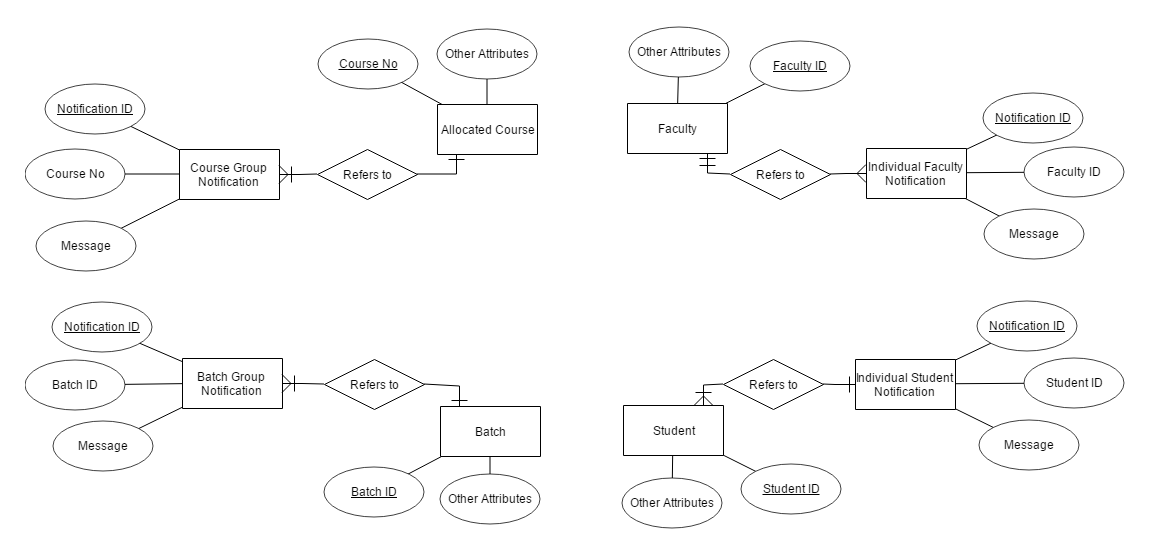 Course No
Other Attributes
Notification ID
Course No
Message
Course Group
Notification
Refers to
Allocated Course
Other Attributes
Faculty ID
Faculty
Refers to
Individual Faculty
Notification
Notification ID
Faculty ID
Message
Notification ID
Batch ID
Message
Batch Group
Notification
Refers to
Batch
Batch ID
Other Attributes
Refers to
Student
Other Attributes
Student ID
Individual Student
Notification
Notification ID
Student ID
Message